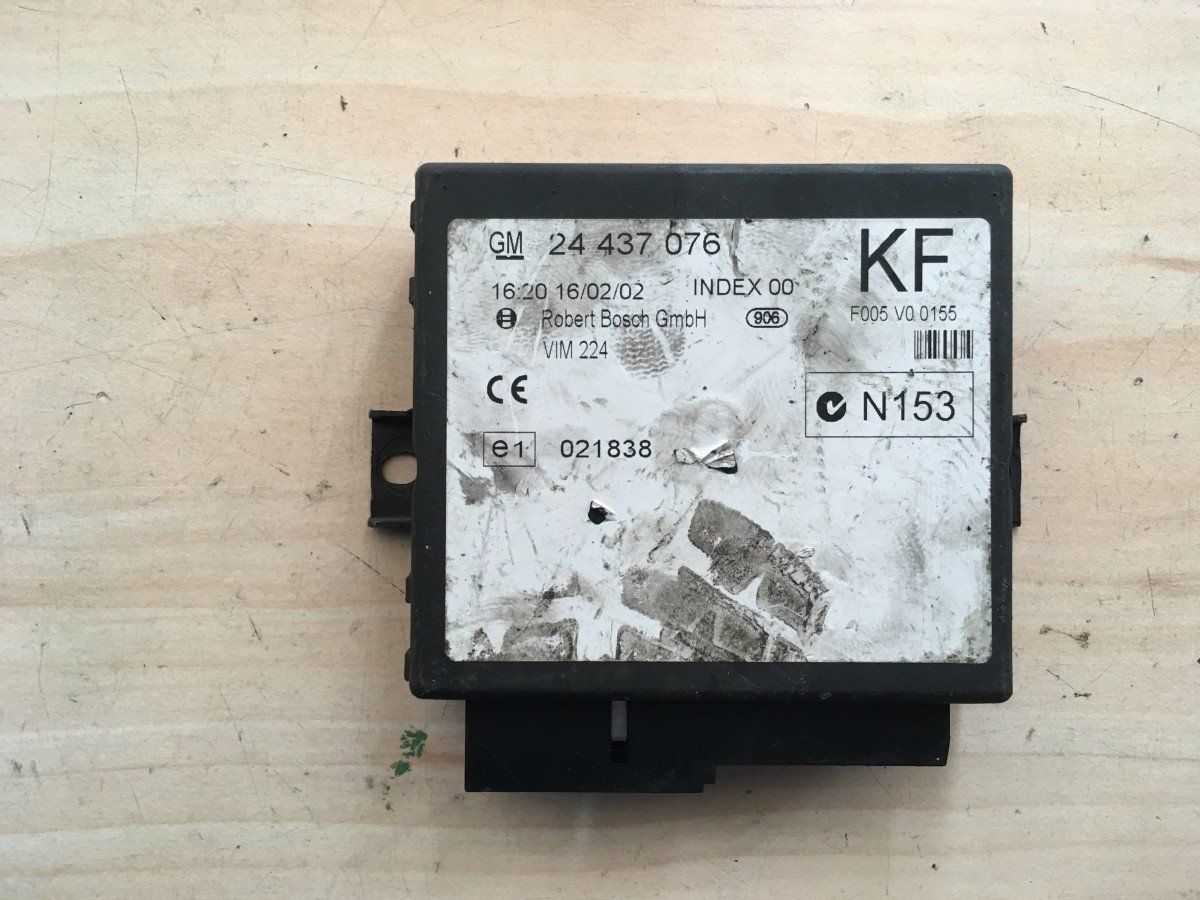 GM 24 437 076 KF
16:20 16/02/02 INDEX 00
F005 V0 0155
Robert Bosch GmbH 906
VIM 224
CE
N153
e1 021838